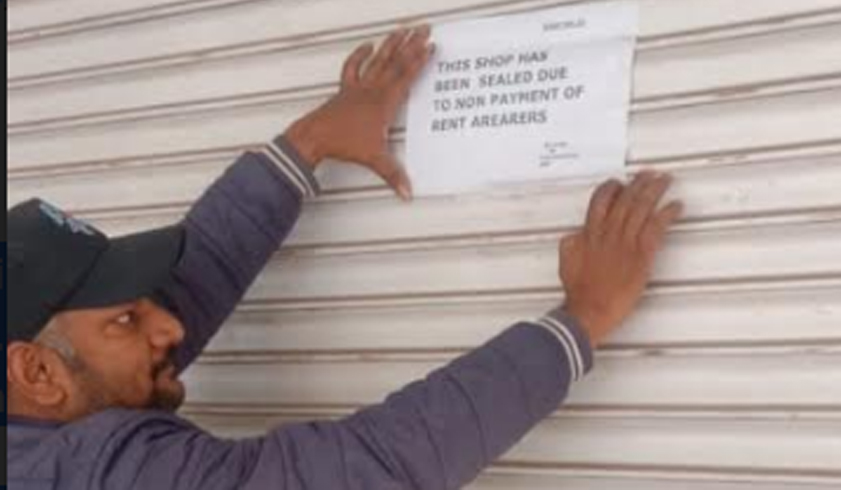 THIS SHOP HAS
BEEN SEALED DUE
TO NON PAYMENT OF
RENT AREARERS